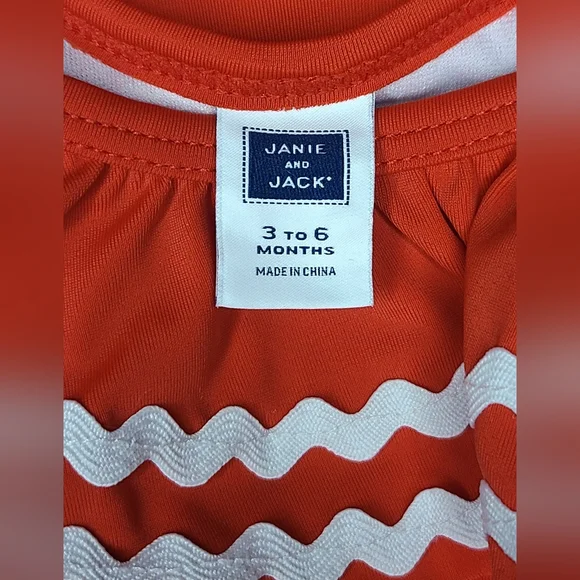 JANIE
AND
JACK
3 TO 6
MONTHS
MADE IN CHINA